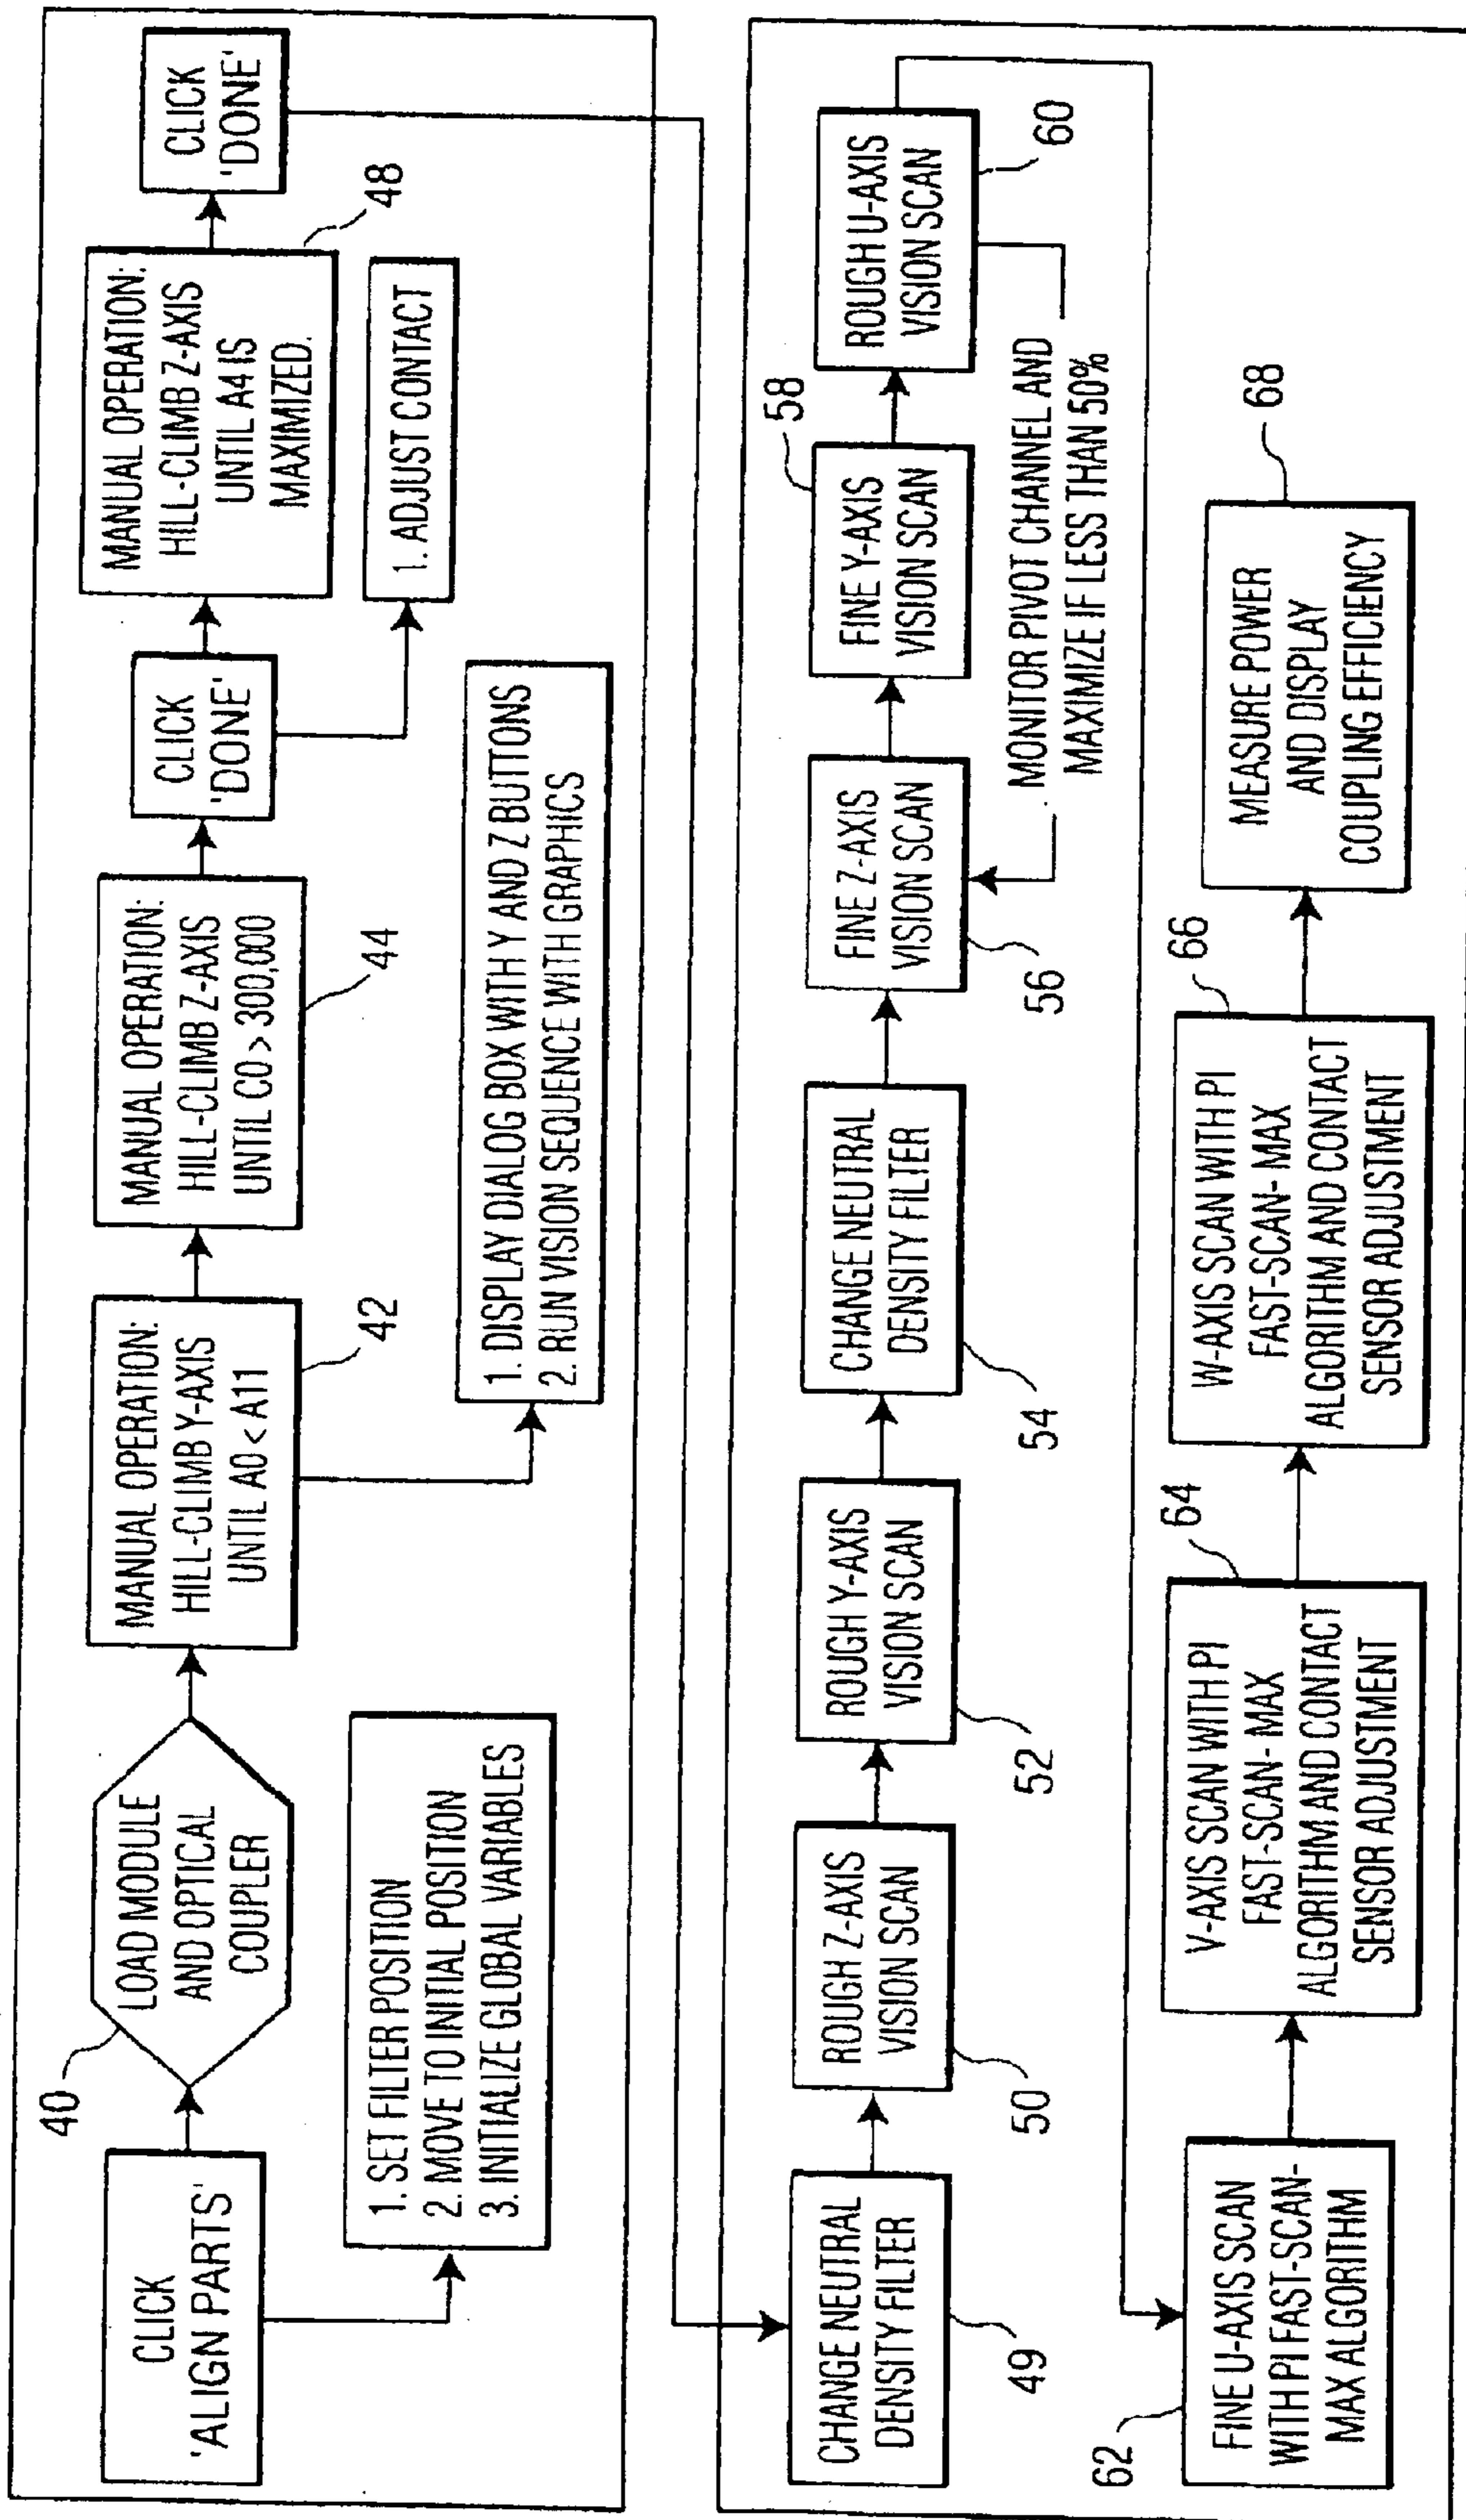 CLICK
'ALIGN PARTS'
1. SET FILTER POSITION
2. MOVE TO INITIAL POSITION
3. INITIALIZE GLOBAL VARIABLES
40
LOAD MODULE
AND OPTICAL
COUPLER
MANUAL OPERATION:
HILL-CLIMB Y-AXIS
UNTIL A0 < A11
42
1. DISPLAY DIALOG BOX WITH Y AND Z BUTTONS
2. RUN VISION SEQUENCE WITH GRAPHICS
MANUAL OPERATION:
HILL-CLIMB Z-AXIS
UNTIL C0 > 300,000
44
CLICK
'DONE'
1. ADJUST CONTACT
MANUAL OPERATION:
HILL-CLIMB Z-AXIS
UNTIL A4 IS
MAXIMIZED.
48
CLICK
'DONE'
CHANGE NEUTRAL
DENSITY FILTER
49
ROUGH Z-AXIS
VISION SCAN
50
ROUGH Y-AXIS
VISION SCAN
52
CHANGE NEUTRAL
DENSITY FILTER
54
FINE Z-AXIS
VISION SCAN
56
FINE Y-AXIS
VISION SCAN
58
ROUGH U-AXIS
VISION SCAN
60
MONITOR PIVOT CHANNEL AND
MAXIMIZE IF LESS THAN 50%
62
FINE U-AXIS SCAN
WITH PI FAST-SCAN-
MAX ALGORITHM
V-AXIS SCAN WITH PI
FAST-SCAN- MAX
ALGORITHM AND CONTACT
SENSOR ADJUSTMENT
64
W-AXIS SCAN WITH PI
FAST-SCAN- MAX
ALGORITHM AND CONTACT
SENSOR ADJUSTMENT
66
MEASURE POWER
AND DISPLAY
COUPLING EFFICIENCY
68